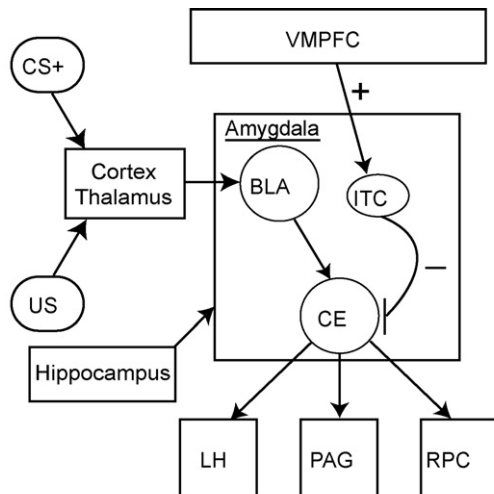 VMPFC
CS+
+
Amygdala
Cortex
Thalamus
BLA
ITC
–
US
CE
Hippocampus
LH
PAG
RPC